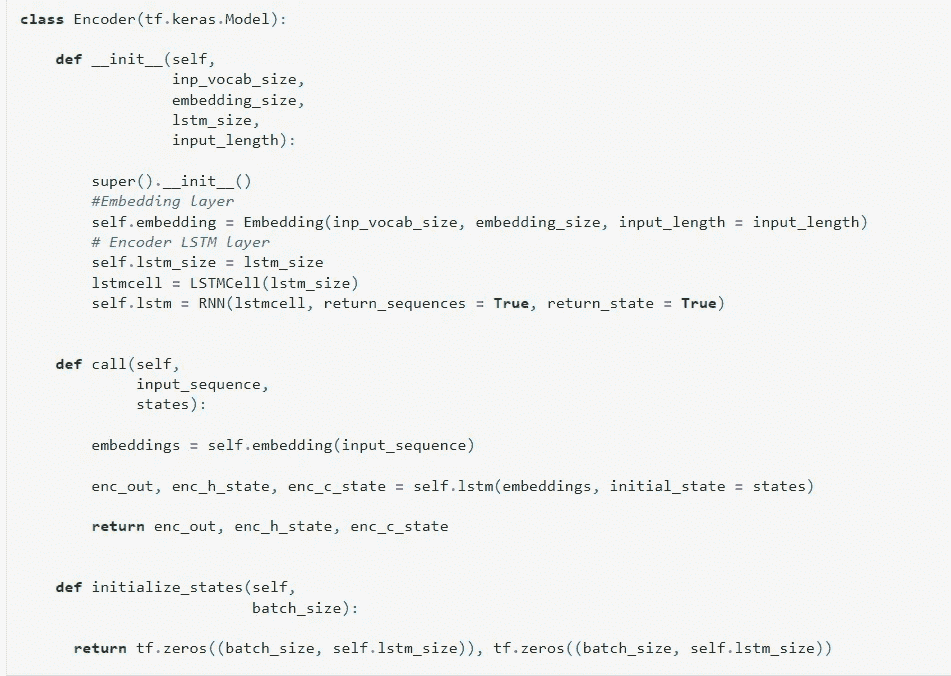 class Encoder(tf.keras.Model):
def __init__(self,
inp_vocab_size,
embedding_size,
lstm_size,
input_length):
super().__init__()
#Embedding layer
self.embedding = Embedding(inp_vocab_size, embedding_size, input_length = input_length)
# Encoder LSTM layer
self.lstm_size = lstm_size
lstmcell = LSTMCell(lstm_size)
self.lstm = RNN(lstmcell, return_sequences = True, return_state = True)
def call(self,
input_sequence,
states):
embeddings = self.embedding(input_sequence)
enc_out, enc_h_state, enc_c_state = self.lstm(embeddings, initial_state = states)
return enc_out, enc_h_state, enc_c_state
def initialize_states(self,
batch_size):
return tf.zeros((batch_size, self.lstm_size)), tf.zeros((batch_size, self.lstm_size))